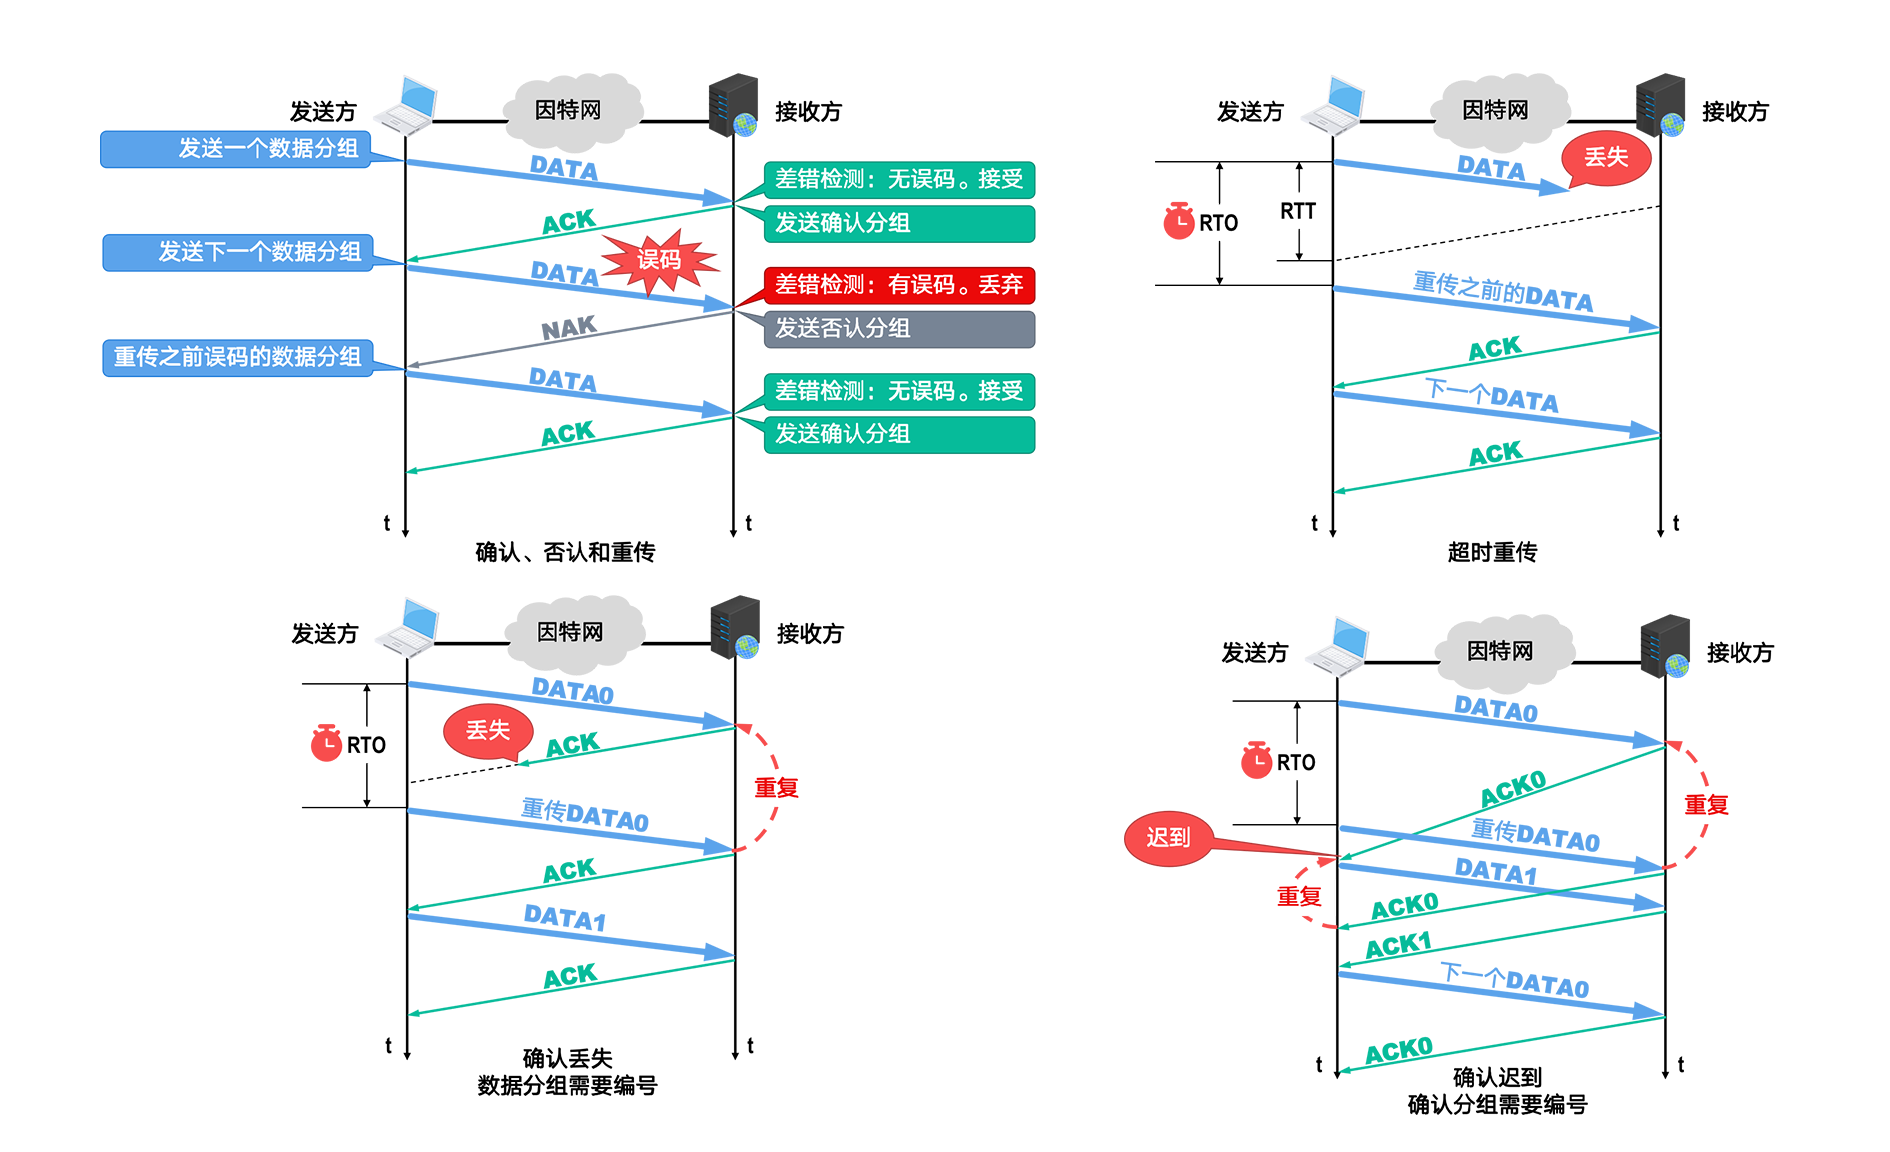 发送方
因特网
接收方
发送一个数据分组
DATA
差错检测：无误码。接受
ACK
发送确认分组
发送下一个数据分组
误码
DATA
差错检测：有误码。丢弃
NAK
发送否认分组
重传之前误码的数据分组
DATA
差错检测：无误码。接受
ACK
发送确认分组
t
t
确认、否认和重传
发送方
因特网
接收方
DATA
丢失
RTO
RTT
重传之前的DATA
ACK
下一个DATA
ACK
t
t
超时重传
发送方
因特网
接收方
DATA0
丢失
ACK
RTO
重复
重传DATA0
ACK
DATA1
ACK
t
t
确认丢失
数据分组需要编号
发送方
因特网
接收方
DATA0
RTO
ACK0
重复
迟到
重传DATA0
DATA1
重复
ACK0
ACK1
下一个DATA0
ACK0
t
t
确认迟到
确认分组需要编号